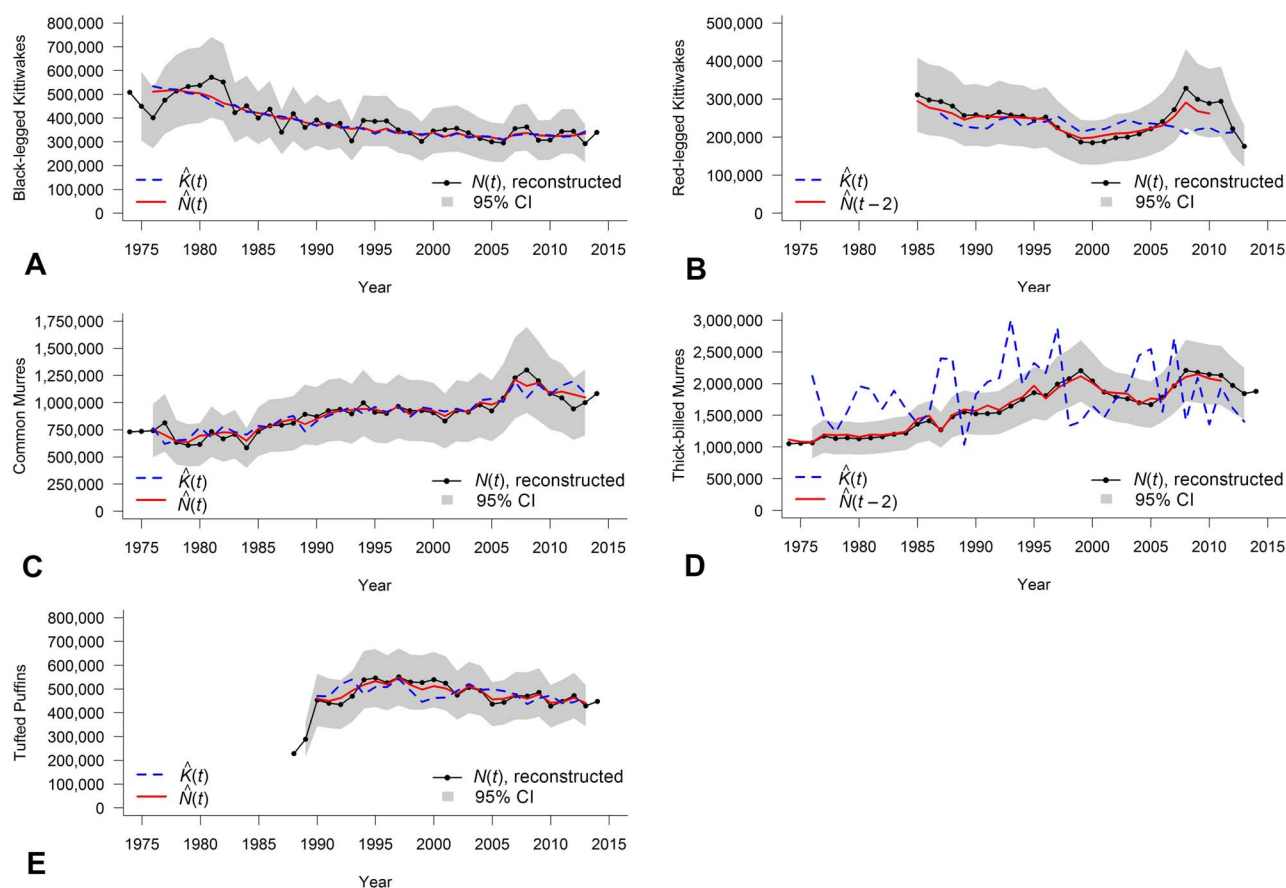 800,000
700,000
600,000
500,000
400,000
300,000
200,000
100,000
0
Black-legged Kittiwakes
K̂(t)
N̂(t)
N(t), reconstructed
95% CI
1975 1980 1985 1990 1995 2000 2005 2010 2015
Year
A
500,000
400,000
300,000
200,000
100,000
0
Red-legged Kittiwakes
K̂(t)
N̂(t − 2)
N(t), reconstructed
95% CI
1975 1980 1985 1990 1995 2000 2005 2010 2015
Year
B
1,750,000
1,500,000
1,250,000
1,000,000
750,000
500,000
250,000
0
Common Murres
K̂(t)
N̂(t)
N(t), reconstructed
95% CI
1975 1980 1985 1990 1995 2000 2005 2010 2015
Year
C
3,000,000
2,500,000
2,000,000
1,500,000
1,000,000
500,000
0
Thick-billed Murres
K̂(t)
N̂(t − 2)
N(t), reconstructed
95% CI
1975 1980 1985 1990 1995 2000 2005 2010 2015
Year
D
800,000
700,000
600,000
500,000
400,000
300,000
200,000
100,000
0
Tufted Puffins
K̂(t)
N̂(t)
N(t), reconstructed
95% CI
1975 1980 1985 1990 1995 2000 2005 2010 2015
Year
E